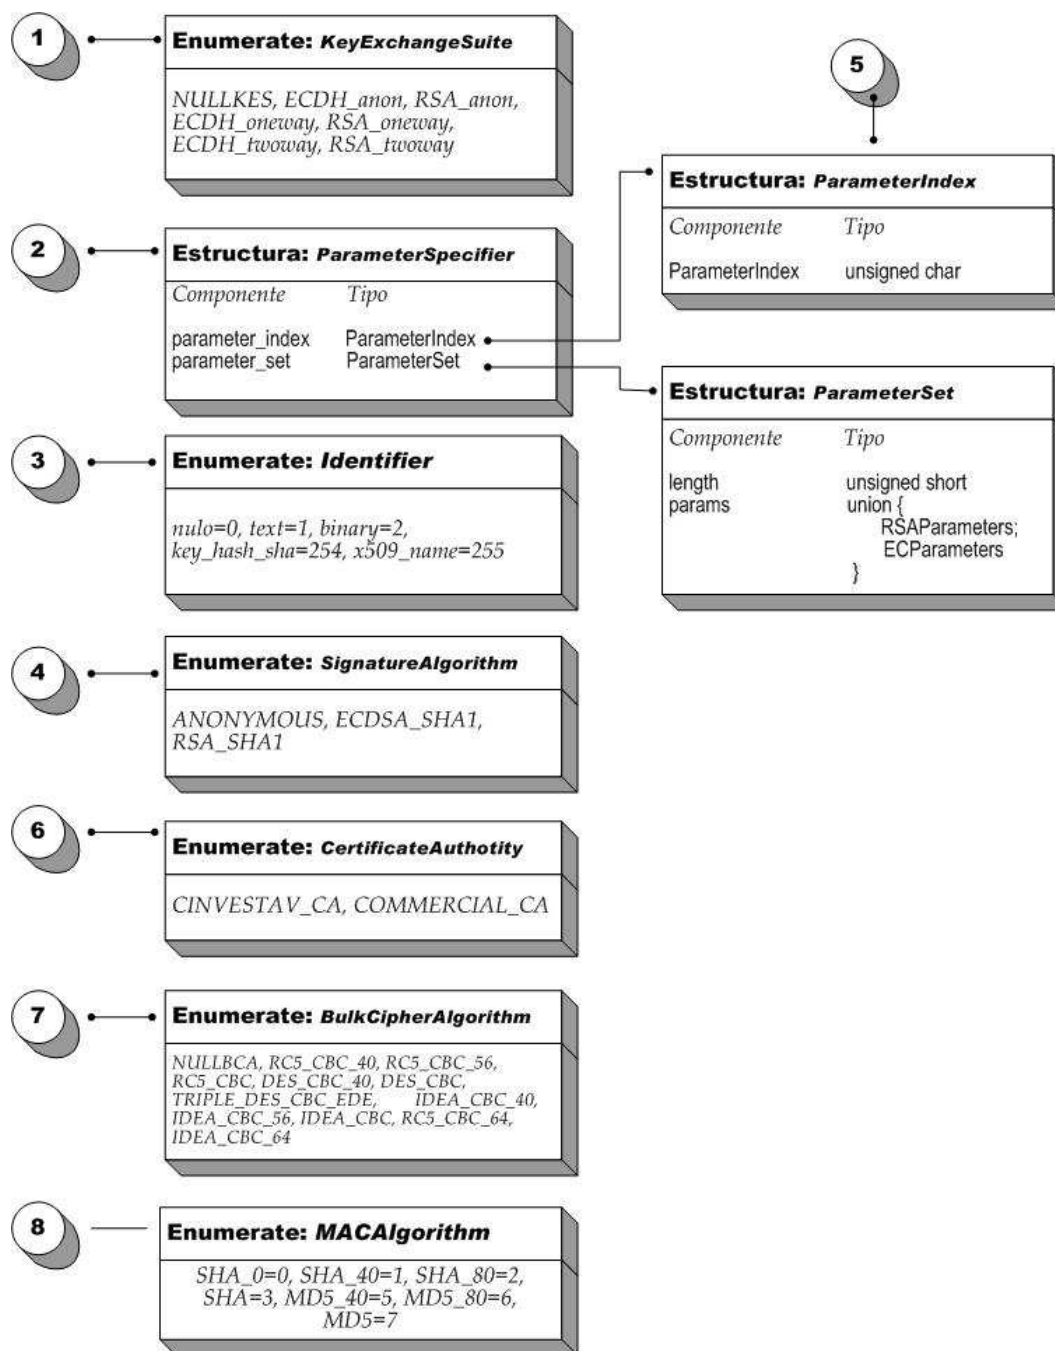 1
Enumerate: KeyExchangeSuite
NULLKES, ECDH_anon, RSA_anon,
ECDH_oneway, RSA_oneway,
ECDH_twoway, RSA_twoway
5
Estructura: ParameterIndex
Componente Tipo
ParameterIndex unsigned char
2
Estructura: ParameterSpecifier
Componente Tipo
parameter_index ParameterIndex
parameter_set ParameterSet
Estructura: ParameterSet
Componente Tipo
length unsigned short
params union {
RSAParameters;
ECParameters
}
3
Enumerate: Identifier
nulo=0, text=1, binary=2,
key_hash_sha=254, x509_name=255
4
Enumerate: SignatureAlgorithm
ANONYMOUS, ECDSA_SHA1,
RSA_SHA1
6
Enumerate: CertificateAuthotity
CINVESTAV_CA, COMMERCIAL_CA
7
Enumerate: BulkCipherAlgorithm
NULLBCA, RC5_CBC_40, RC5_CBC_56,
RC5_CBC, DES_CBC_40, DES_CBC,
TRIPLE_DES_CBC_EDE, IDEA_CBC_40,
IDEA_CBC_56, IDEA_CBC, RC5_CBC_64,
IDEA_CBC_64
8
Enumerate: MACAlgorithm
SHA_0=0, SHA_40=1, SHA_80=2,
SHA=3, MD5_40=5, MD5_80=6,
MD5=7